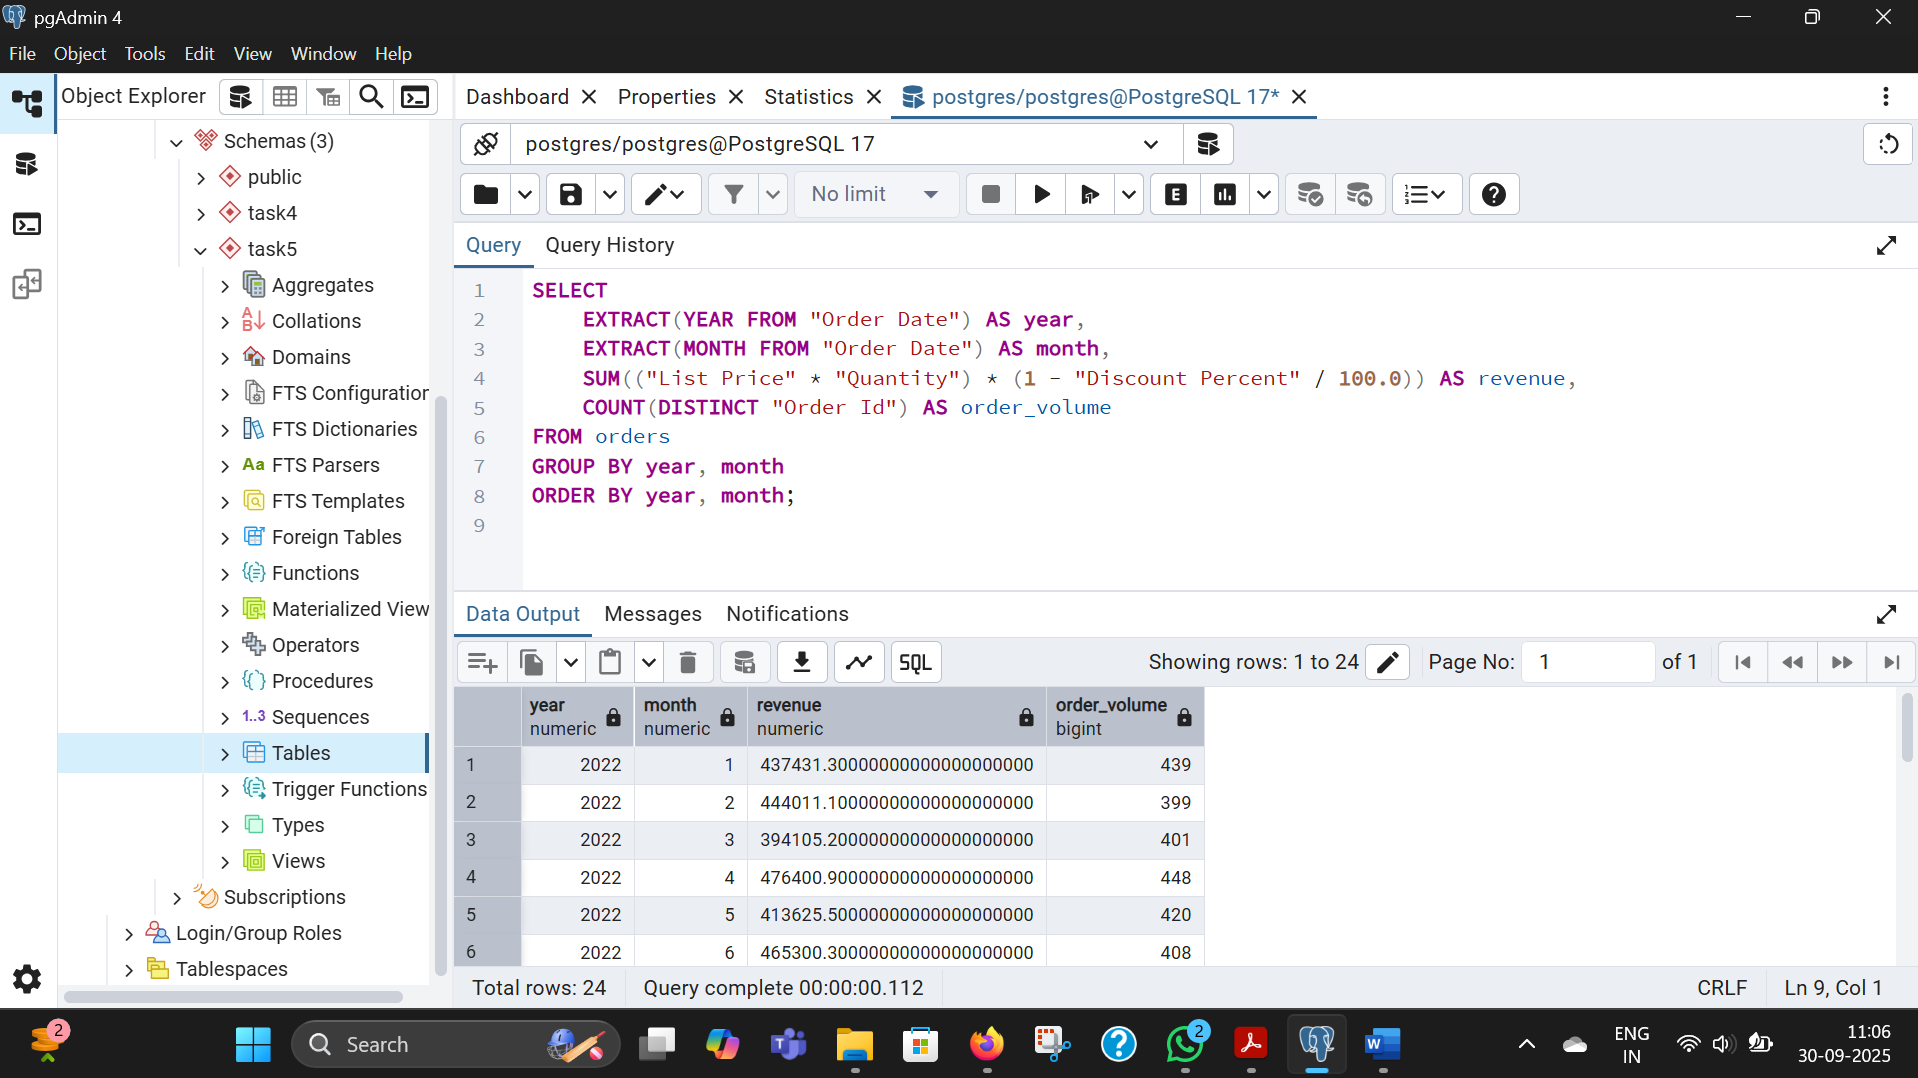 pgAdmin 4
File Object Tools Edit View Window Help
Object Explorer
Dashboard Properties Statistics postgres/postgres@PostgreSQL 17*
Schemas (3)
public
task4
task5
Aggregates
Collations
Domains
FTS Configuration
FTS Dictionaries
Aa FTS Parsers
FTS Templates
Foreign Tables
Functions
Materialized View
Operators
Procedures
1..3 Sequences
Tables
Trigger Functions
Types
Views
Subscriptions
Login/Group Roles
Tablespaces
postgres/postgres@PostgreSQL 17
No limit
E
Query Query History
1 SELECT
2 EXTRACT(YEAR FROM "Order Date") AS year,
3 EXTRACT(MONTH FROM "Order Date") AS month,
4 SUM(("List Price" * "Quantity") * (1 - "Discount Percent" / 100.0)) AS revenue,
5 COUNT(DISTINCT "Order Id") AS order_volume
6 FROM orders
7 GROUP BY year, month
8 ORDER BY year, month;
9
Data Output Messages Notifications
SQL Showing rows: 1 to 24 Page No: 1 of 1
year month revenue order_volume
numeric numeric numeric bigint
1 2022 1 437431.30000000000000000000 439
2 2022 2 444011.10000000000000000000 399
3 2022 3 394105.20000000000000000000 401
4 2022 4 476400.90000000000000000000 448
5 2022 5 413625.50000000000000000000 420
6 2022 6 465300.30000000000000000000 408
Total rows: 24 Query complete 00:00:00.112 CRLF Ln 9, Col 1
2 Search 2 ENG 11:06
IN 30-09-2025